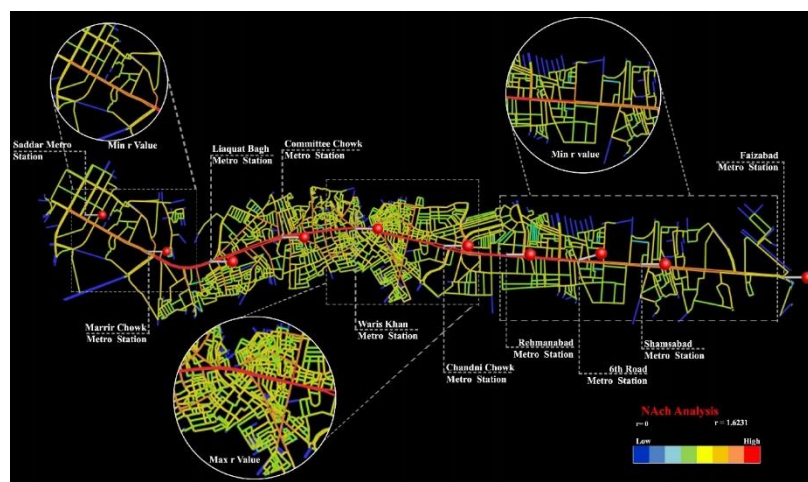 Saddar Metro
Station
Min r Value
Liaquat Bagh
Metro Station
Committee Chowk
Metro Station
Min r value
Faizabad
Metro Station
Marrir Chowk
Metro Station
Waris Khan
Metro Station
Chandni Chowk
Metro Station
Rehmanabad
Metro Station
6th Road
Metro Station
Shamsabad
Metro Station
Max r Value
NAch Analysis
r= 0
r = 1.6231
Low
High